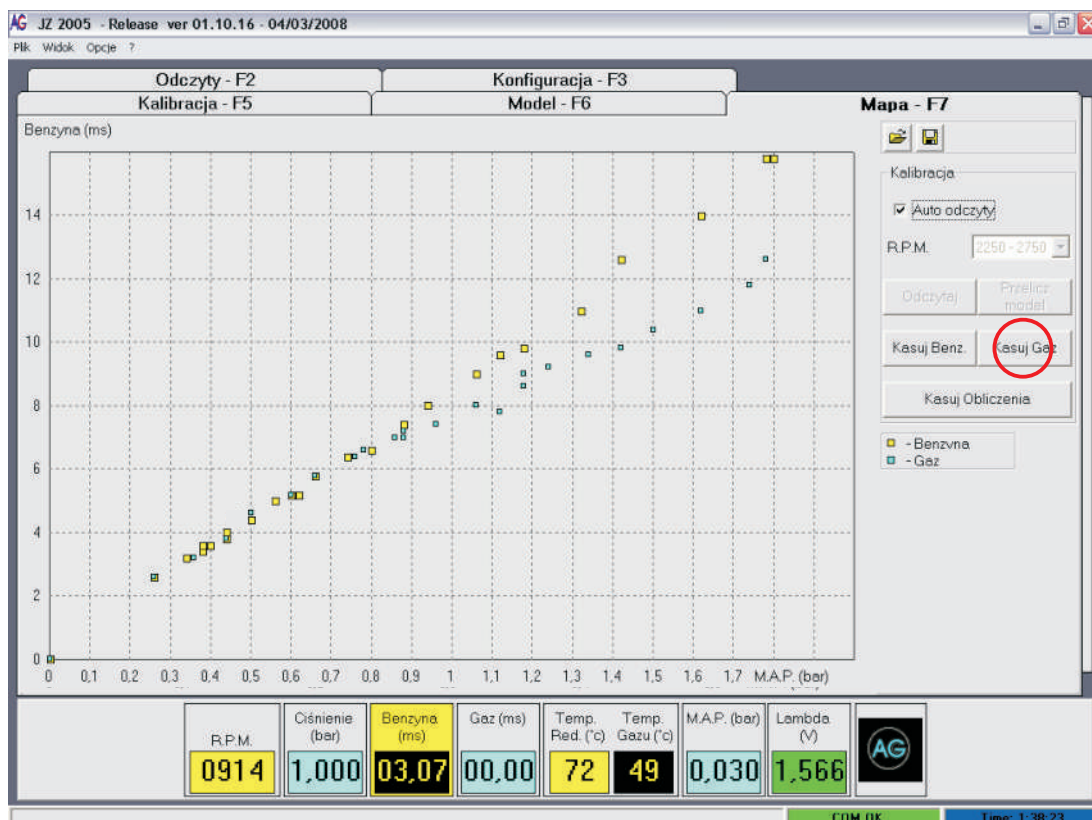 AG JZ 2005 - Release ver 01.10.16 - 04/03/2008
Plik Widok Opcje ?
Odczyty - F2 Konfiguracja - F3
Kalibracja - F5 Model - F6 Mapa - F7
Benzyna (ms)
Kalibracja
Auto odczyty
R.P.M. 2250 - 2750
Odczytaj Przelicz model
Kasuj Benz. Kasuj Gaz
Kasuj Obliczenia
- Benzyna
- Gaz
14
12
10
8
6
4
2
0
0 0,1 0,2 0,3 0,4 0,5 0,6 0,7 0,8 0,9 1 1,1 1,2 1,3 1,4 1,5 1,6 1,7 M.A.P. (bar)
R.P.M. Ciśnienie (bar) Benzyna (ms) Gaz (ms) Temp. Red. (°c) Temp. Gazu (°c) M.A.P. (bar) Lambda (V)
0914 1,000 03,07 00,00 72 49 0,030 1,566
AG
COM OK Time: 1:38:23